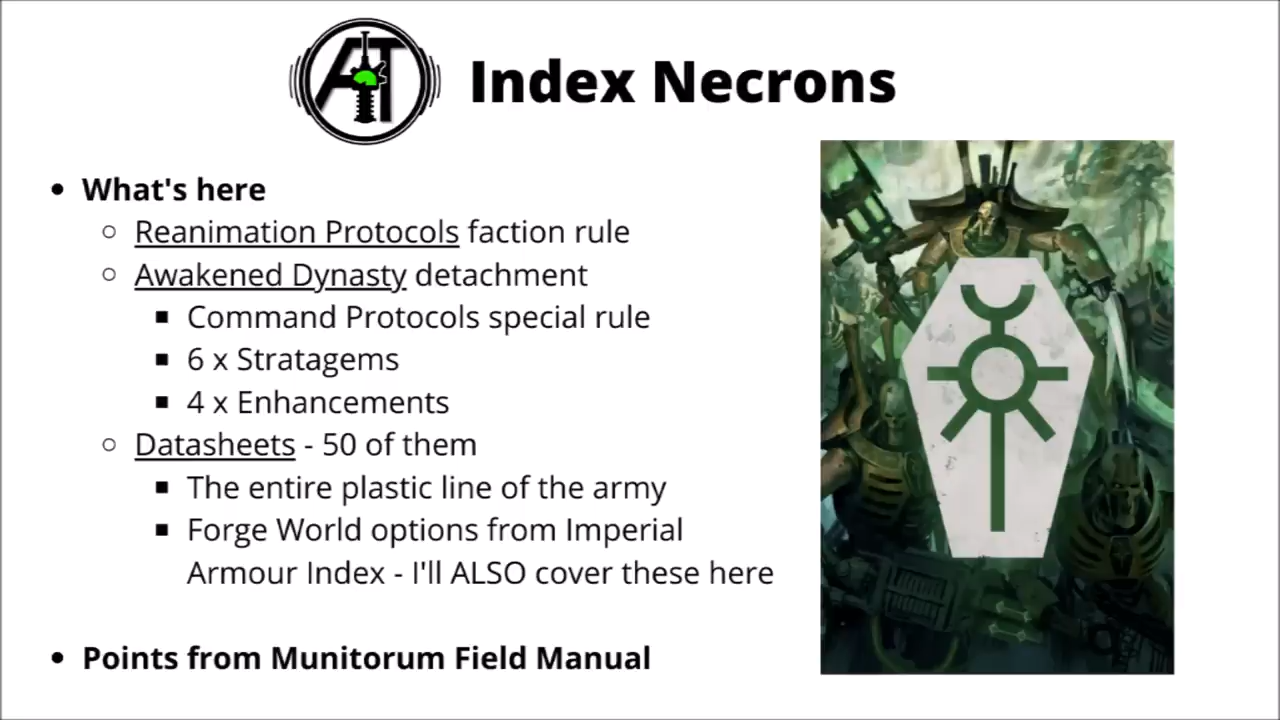 AT
Index Necrons
• What's here
○ Reanimation Protocols faction rule
○ Awakened Dynasty detachment
■ Command Protocols special rule
■ 6 x Stratagems
■ 4 x Enhancements
○ Datasheets - 50 of them
■ The entire plastic line of the army
■ Forge World options from Imperial
Armour Index - I'll ALSO cover these here
• Points from Munitorum Field Manual